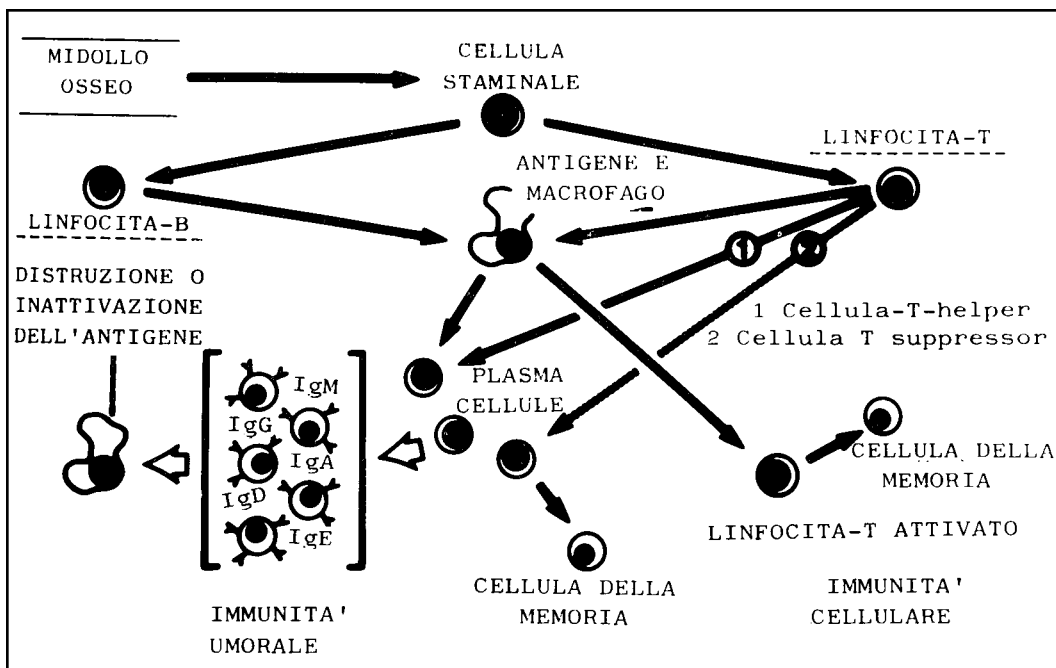 MIDOLLO
OSSEO
CELLULA
STAMINALE
LINFOCITA-T
ANTIGENE E
MACROFAGO
LINFOCITA-B
1
2
DISTRUZIONE O
INATTIVAZIONE
DELL'ANTIGENE
1 Cellula-T-helper
2 Cellula T suppressor
PLASMA
CELLULE
IgM
IgG
IgA
IgD
IgE
CELLULA DELLA
MEMORIA
LINFOCITA-T ATTIVATO
CELLULA DELLA
MEMORIA
IMMUNITA'
UMORALE
IMMUNITA'
CELLULARE